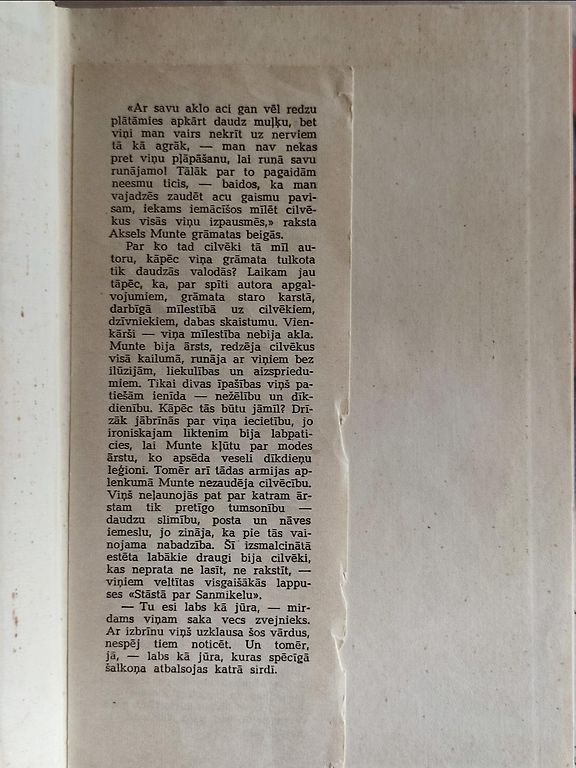 «Ar savu aklo aci gan vēl redzu
plātāmies apkārt daudz muļķu, bet
viņi man vairs nekrīt uz nerviem
tā kā agrāk, — man nav nekas
pret viņu pļāpāšanu, lai runā savu
runājamo! Tālāk par to pagaidām
neesmu ticis, — baidos, ka man
vajadzēs zaudēt acu gaismu pavi-
sam, iekams iemācīšos mīlēt cilvē-
kus visās viņu izpausmēs,» raksta
Aksels Munte grāmatas beigās.
Par ko tad cilvēki tā mīl au-
toru, kāpēc viņa grāmata tulkota
tik daudzās valodās? Laikam jau
tāpēc, ka, par spīti autora apgal-
vojumiem, grāmata staro karstā,
darbīgā mīlestībā uz cilvēkiem,
dzīvniekiem, dabas skaistumu. Vien-
kārši — viņa mīlestība nebija akla.
Munte bija ārsts, redzēja cilvēkus
visā kailumā, runāja ar viņiem bez
ilūzijām, liekulības un aizspriedu-
miem. Tikai divas īpašības viņš pa-
tiešām ienīda — nežēlību un dīk-
dienību. Kāpēc tās būtu jāmīl? Drī-
zāk jābrīnās par viņa iecietību, jo
ironiskajam liktenim bija labpati-
cies, lai Munte kļūtu par modes
ārstu, ko apsēda veseli dīkdieņu
leģioni. Tomēr arī tādas armijas ap-
lenkumā Munte nezaudēja cilvēcību.
Viņš neļaunojās pat par katram ār-
stam tik pretīgo tumsonību —
daudzu slimību, posta un nāves
iemeslu, jo zināja, ka pie tās vai-
nojama nabadzība. Šī izsmalcinātā
estēta labākie draugi bija cilvēki,
kas neprata ne lasīt, ne rakstīt, —
viņiem veltītas visgaišākās lappu-
ses «Stāstā par Sanmikelu».
— Tu esi labs kā jūra, — mir-
dams viņam saka vecs zvejnieks.
Ar izbrīnu viņš uzklausa šos vārdus,
nespēj tiem noticēt. Un tomēr,
jā, — labs kā jūra, kuras spēcīgā
šalkoņa atbalsojas katrā sirdī.